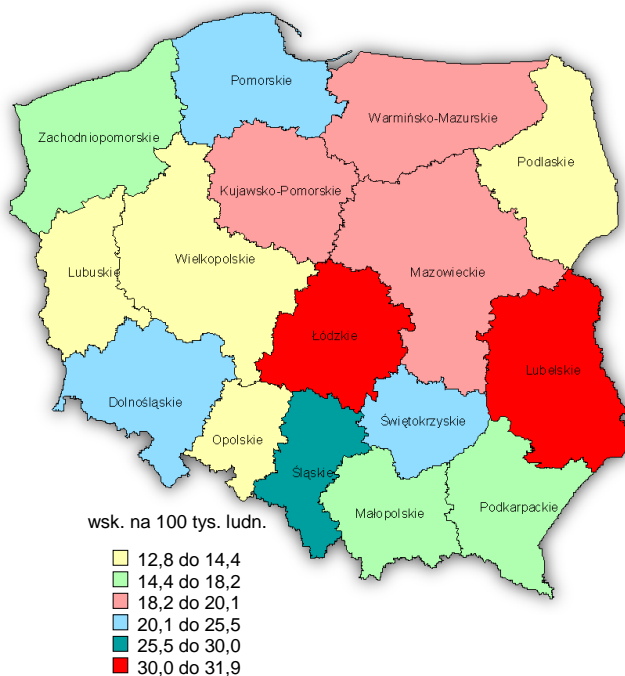 Pomorskie
Warmińsko-Mazurskie
Zachodniopomorskie
Podlaskie
Kujawsko-Pomorskie
Wielkopolskie
Lubuskie
Mazowieckie
Łódzkie
Lubelskie
Dolnośląskie
Świętokrzyskie
Opolskie
Śląskie
Podkarpackie
Małopolskie
wsk. na 100 tys. ludn.
12,8 do 14,4
14,4 do 18,2
18,2 do 20,1
20,1 do 25,5
25,5 do 30,0
30,0 do 31,9